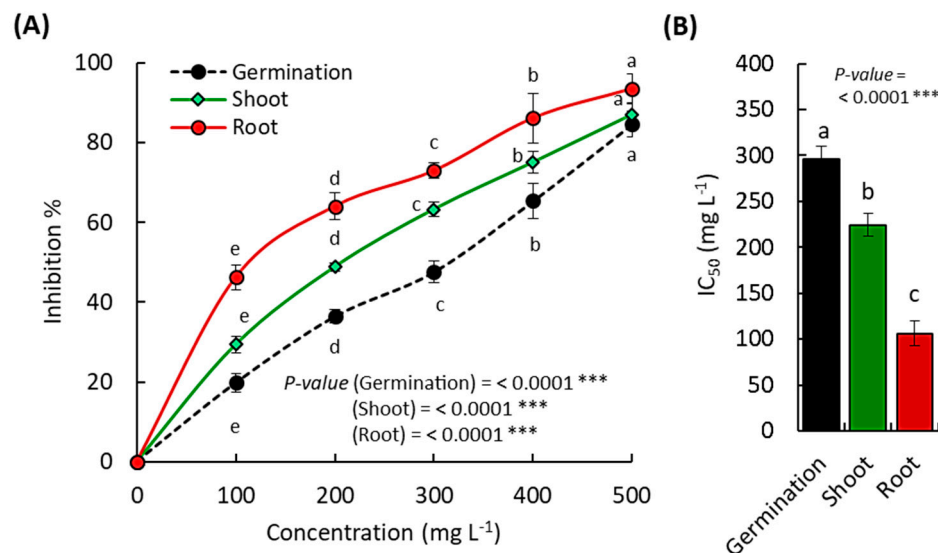 (A)
100
80
60
40
20
0
Inhibition %
Germination
Shoot
Root
e
d
c
b
a
e
d
c
b
a
e
d
c
b
a
P-value (Germination) = < 0.0001 ***
(Shoot) = < 0.0001 ***
(Root) = < 0.0001 ***
0 100 200 300 400 500
Concentration (mg L⁻¹)
(B)
400
350
300
250
200
150
100
50
0
IC₅₀ (mg L⁻¹)
P-value =
< 0.0001 ***
a
b
c
Germination
Shoot
Root